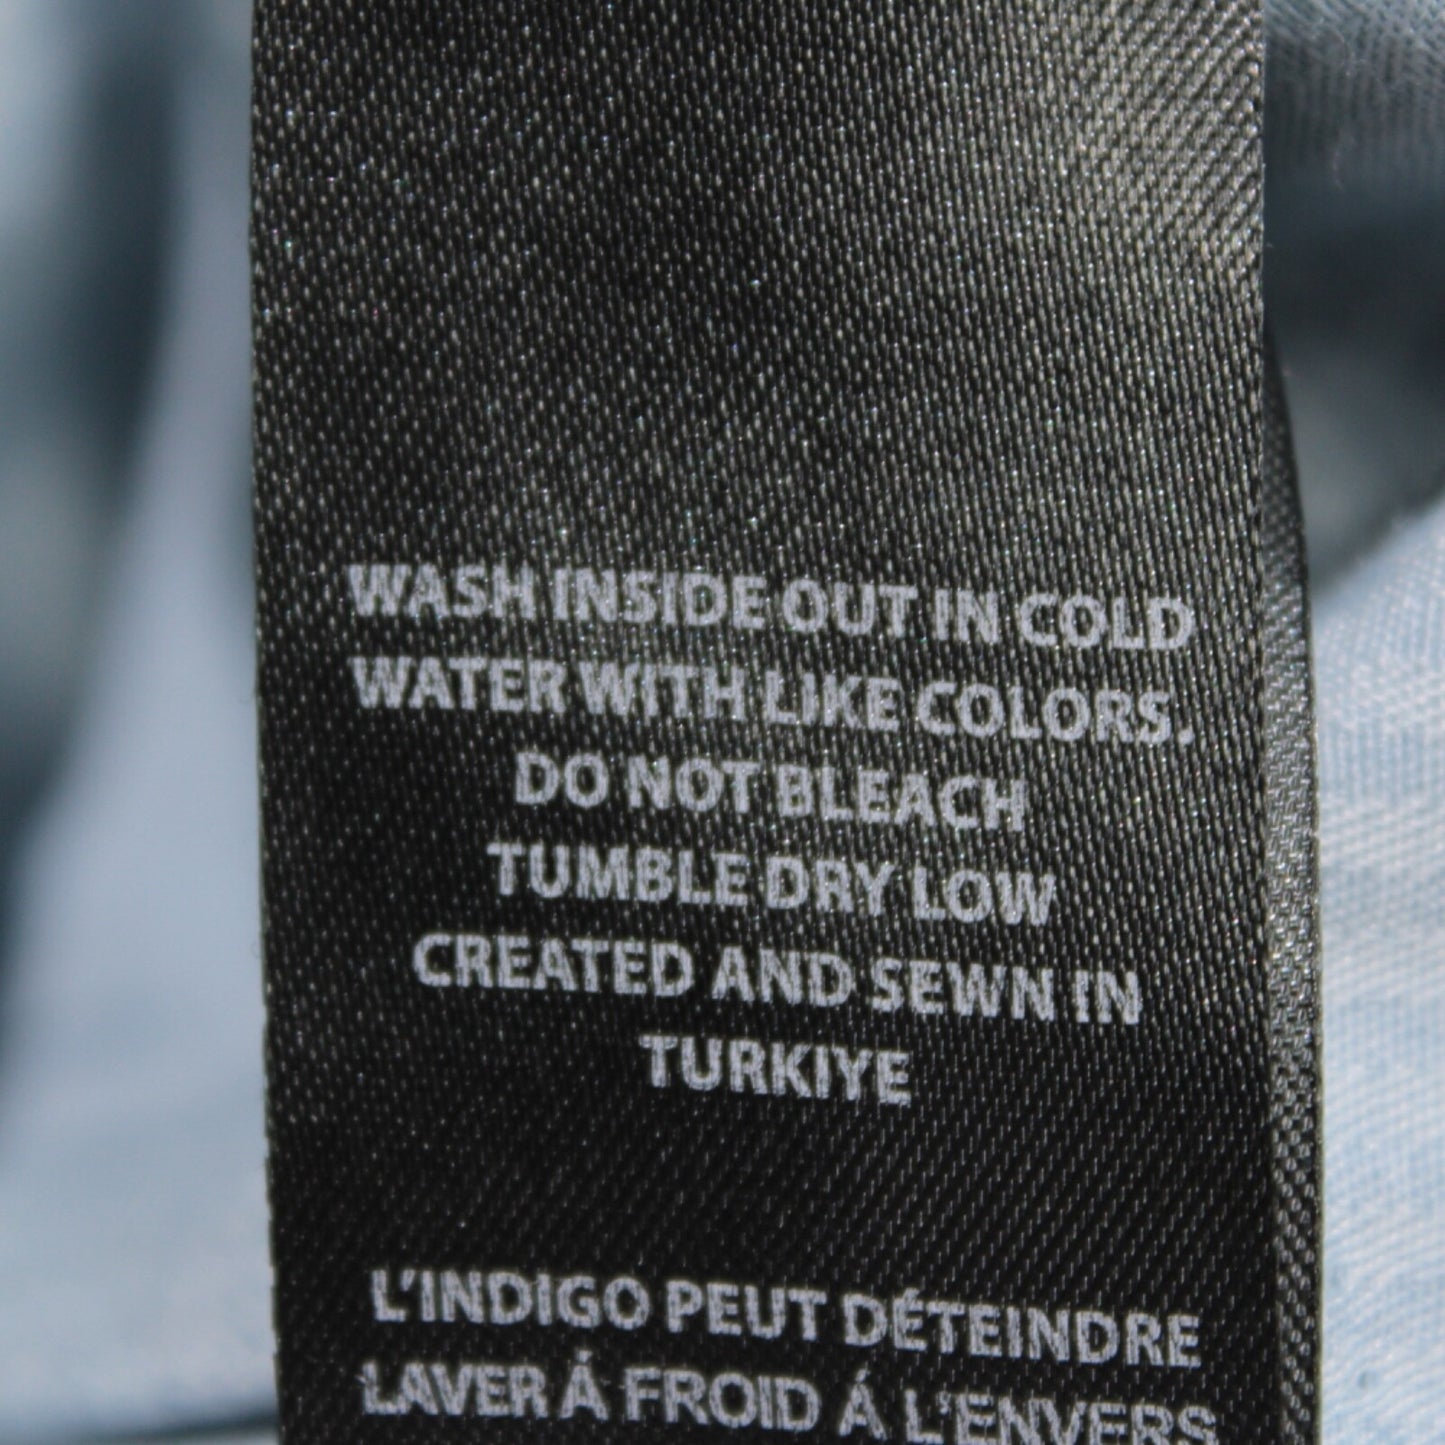 WASH INSIDE OUT IN COLD
WATER WITH LIKE COLORS.
DO NOT BLEACH
TUMBLE DRY LOW
CREATED AND SEWN IN
TURKIYE
L'INDIGO PEUT DÉTEINDRE
LAVER Á FROID Á L'ENVERS